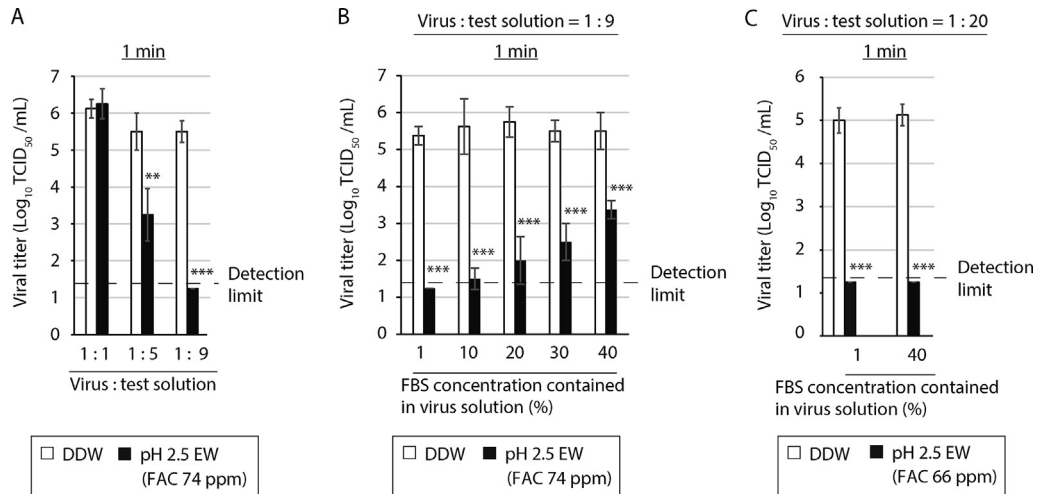 A
1 min
Viral titer (Log10 TCID50 /mL)
7
6
5
4
3
2
1
0
**
***
Detection
limit
1 : 1
1 : 5
1 : 9
Virus : test solution
DDW
pH 2.5 EW
(FAC 74 ppm)
B
Virus : test solution = 1 : 9
1 min
Viral titer (Log10 TCID50 /mL)
7
6
5
4
3
2
1
0
***
***
***
***
***
Detection
limit
1
10
20
30
40
FBS concentration contained
in virus solution (%)
DDW
pH 2.5 EW
(FAC 74 ppm)
C
Virus : test solution = 1 : 20
1 min
Viral titer (Log10 TCID50 /mL)
6
5
4
3
2
1
0
***
***
Detection
limit
1
40
FBS concentration contained
in virus solution (%)
DDW
pH 2.5 EW
(FAC 66 ppm)